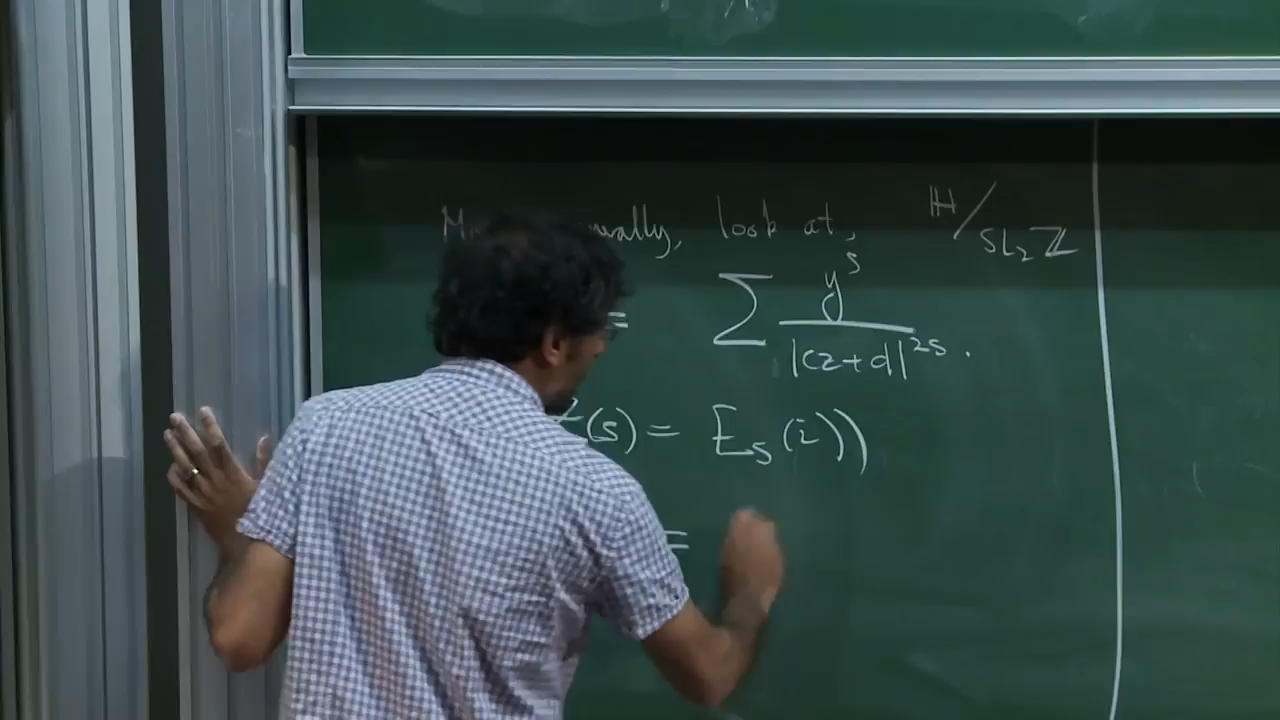 look at, ℍ/SL₂ℤ
= ∑ y^s / |cz+d|^{2s}.
(s) = E_s(i))
=